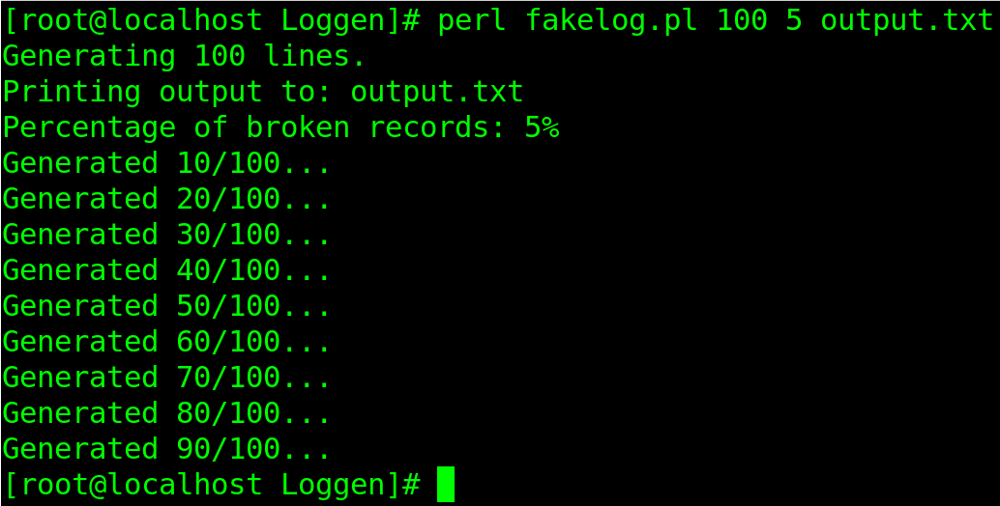 [root@localhost Loggen]# perl fakelog.pl 100 5 output.txt
Generating 100 lines.
Printing output to: output.txt
Percentage of broken records: 5%
Generated 10/100...
Generated 20/100...
Generated 30/100...
Generated 40/100...
Generated 50/100...
Generated 60/100...
Generated 70/100...
Generated 80/100...
Generated 90/100...
[root@localhost Loggen]#